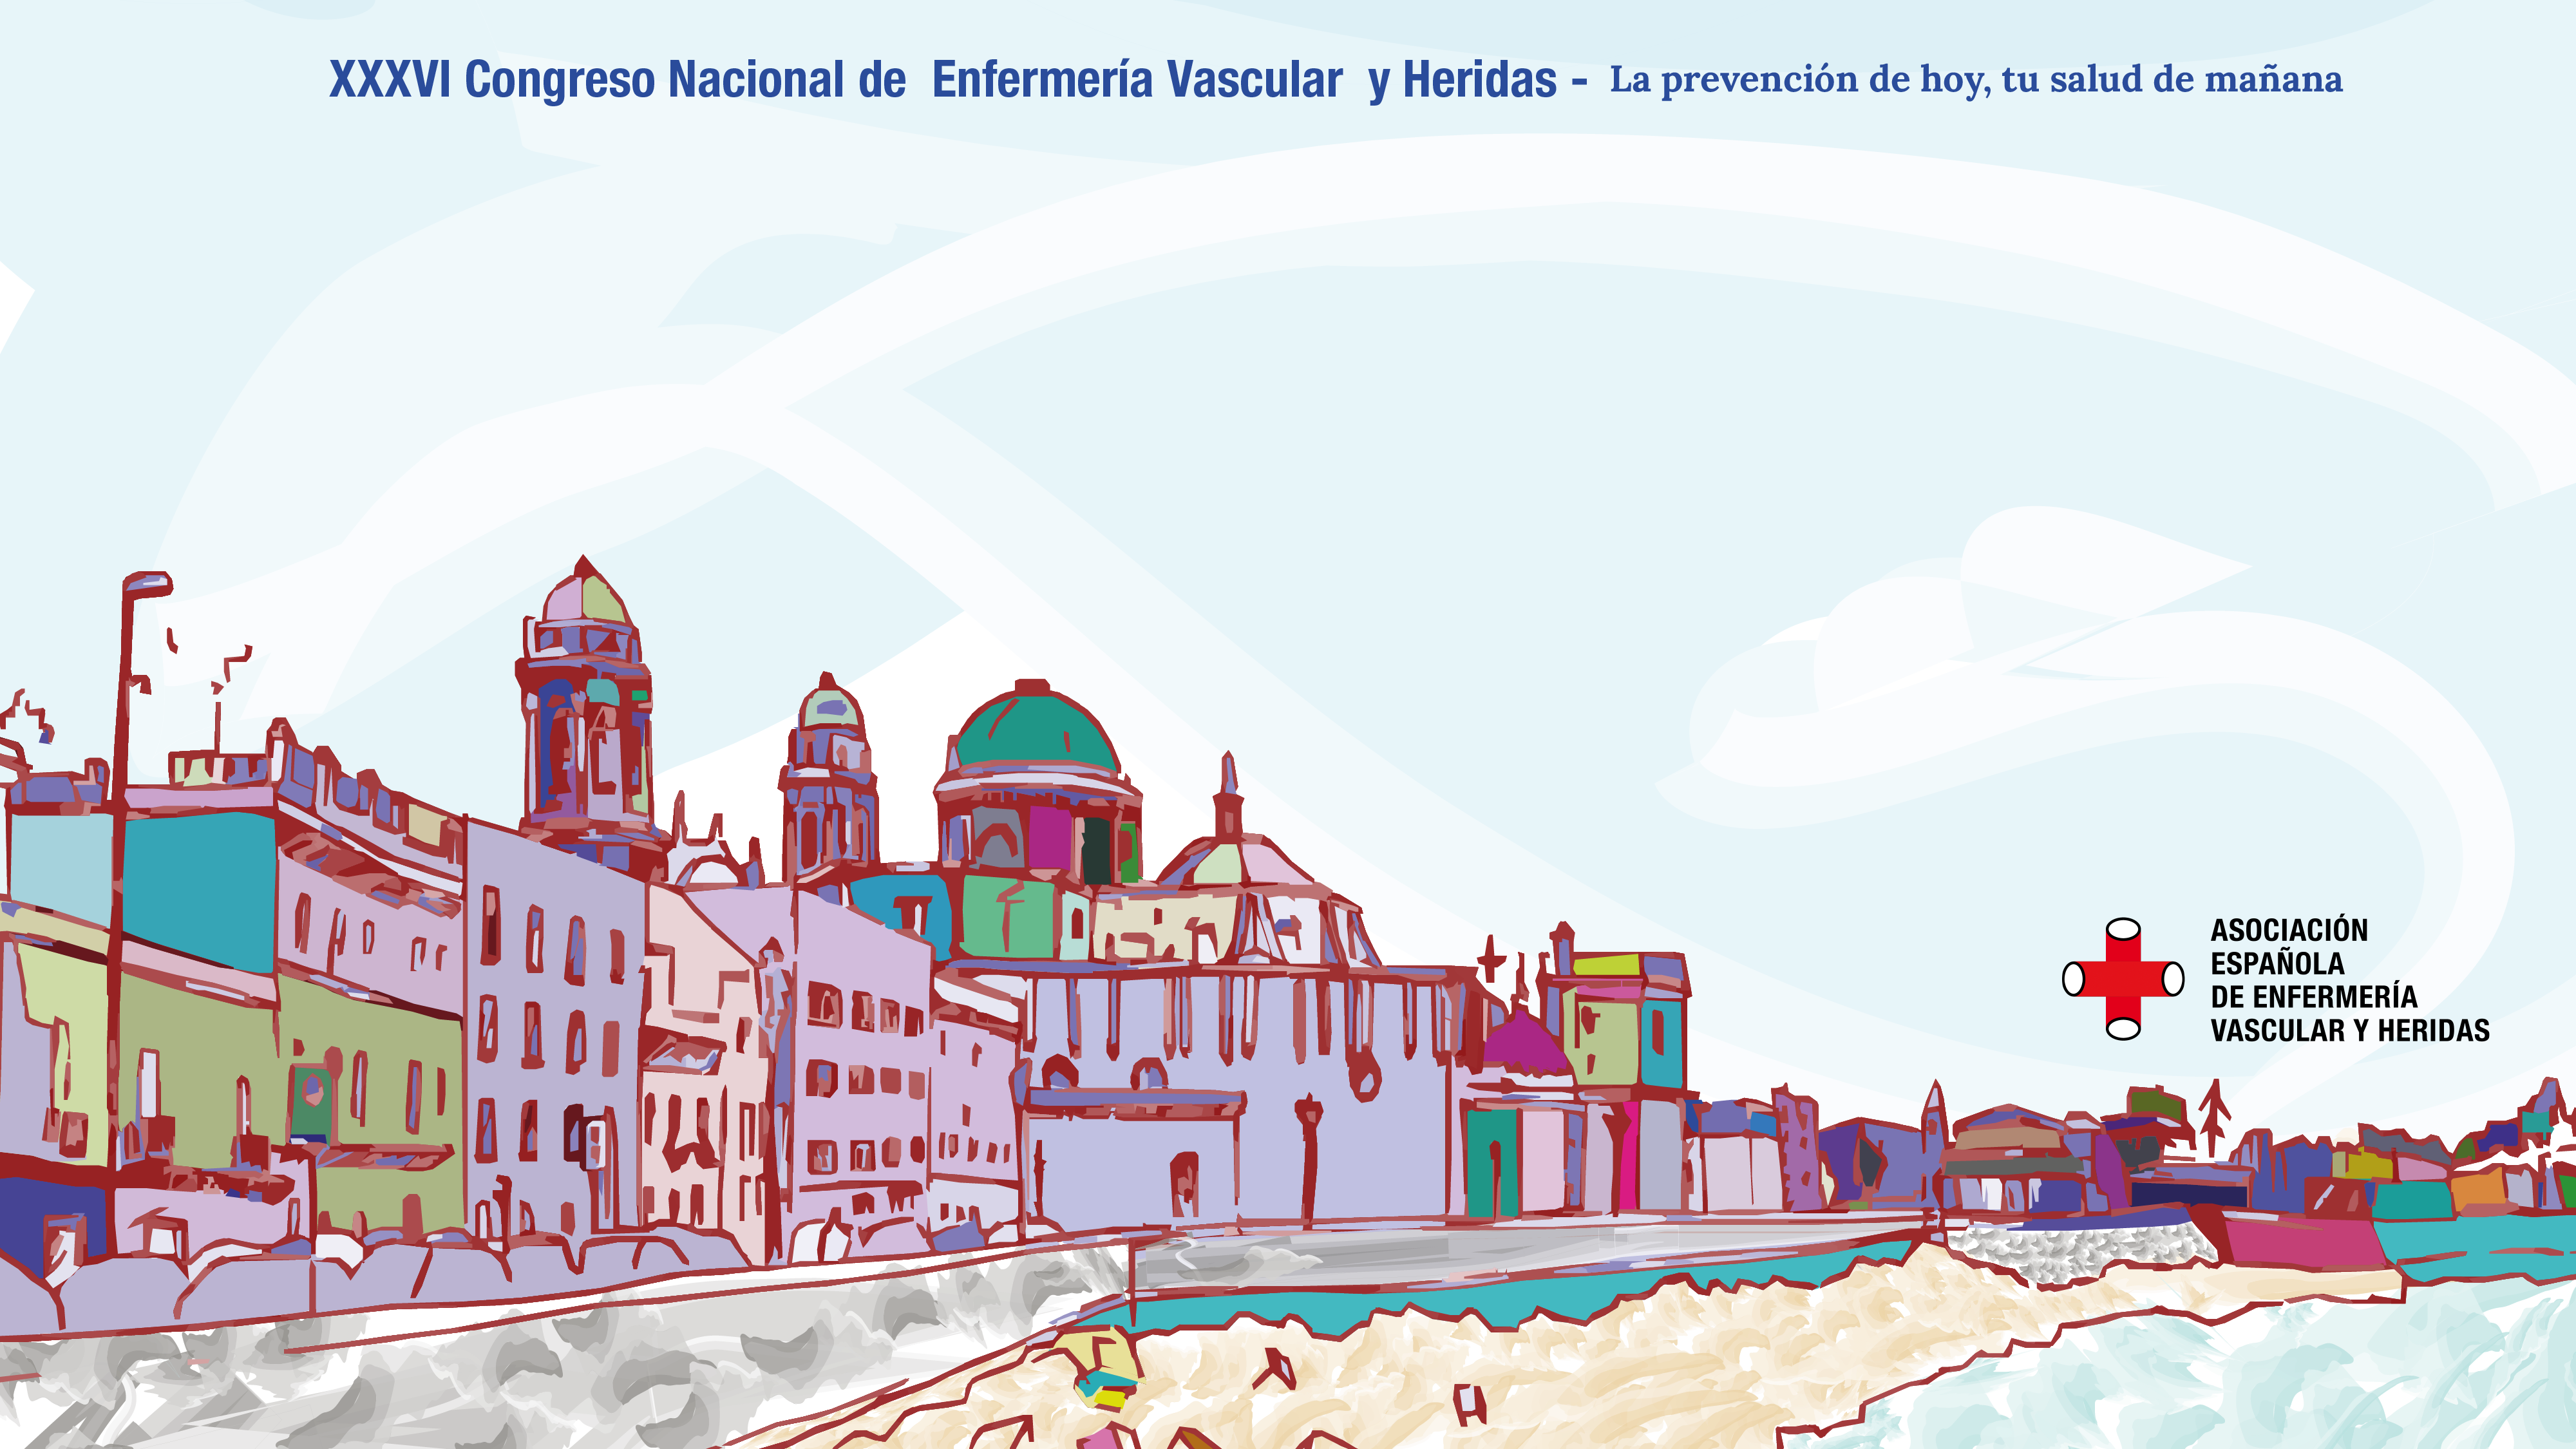 XXXVI Congreso Nacional de Enfermería Vascular y Heridas - La prevención de hoy, tu salud de mañana
ASOCIACIÓN
ESPAÑOLA
DE ENFERMERÍA
VASCULAR Y HERIDAS